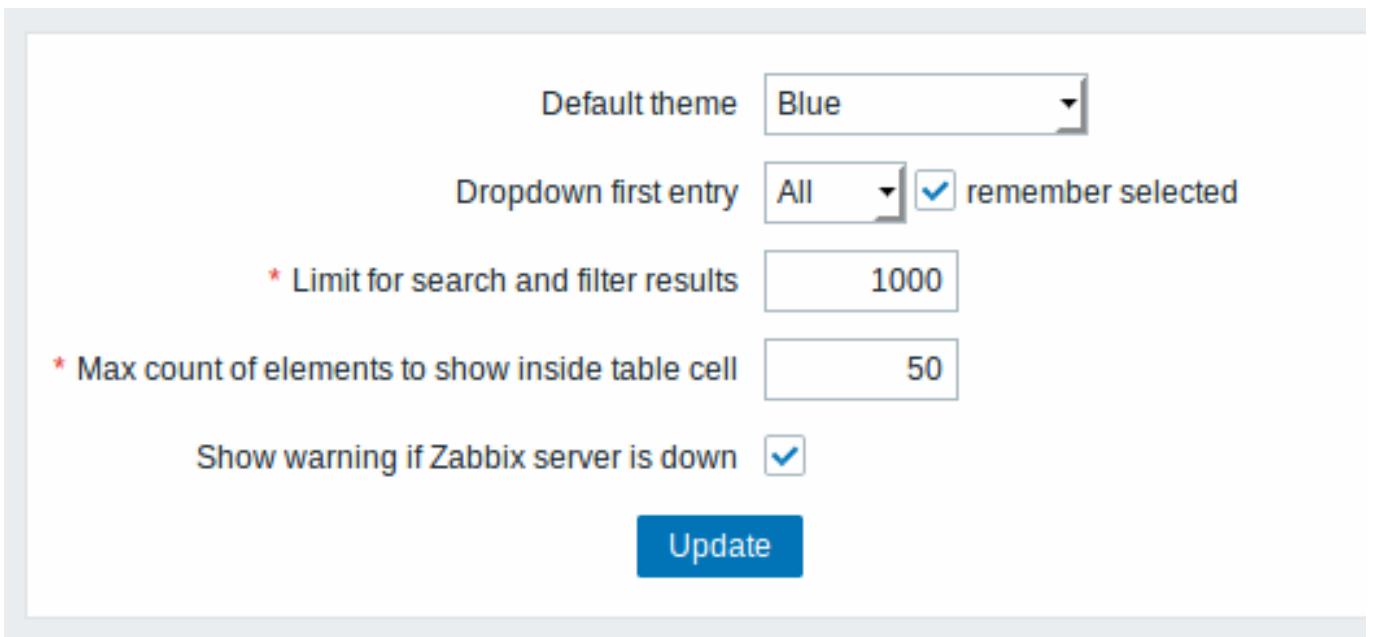 Default theme Blue
Dropdown first entry All remember selected
* Limit for search and filter results 1000
* Max count of elements to show inside table cell 50
Show warning if Zabbix server is down
Update